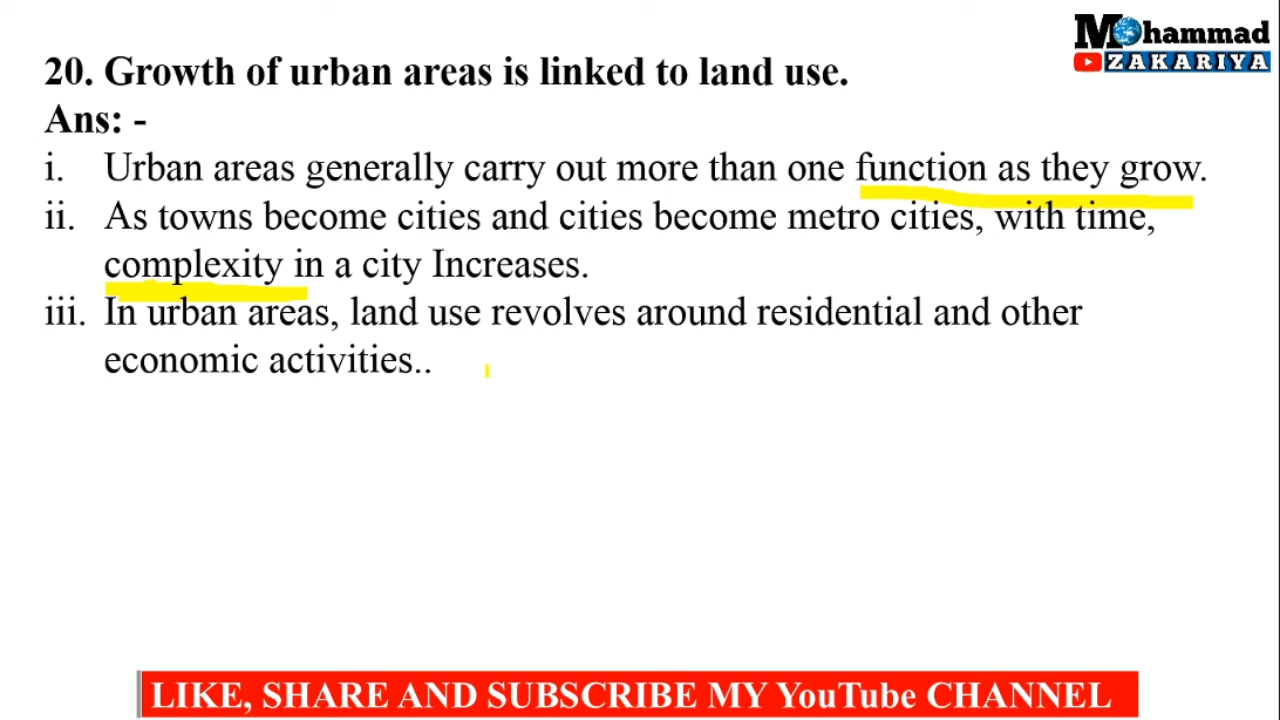 Mohammad
ZAKARIYA
20. Growth of urban areas is linked to land use.
Ans: -
i. Urban areas generally carry out more than one function as they grow.
ii. As towns become cities and cities become metro cities, with time,
complexity in a city Increases.
iii. In urban areas, land use revolves around residential and other
economic activities..
LIKE, SHARE AND SUBSCRIBE MY YouTube CHANNEL